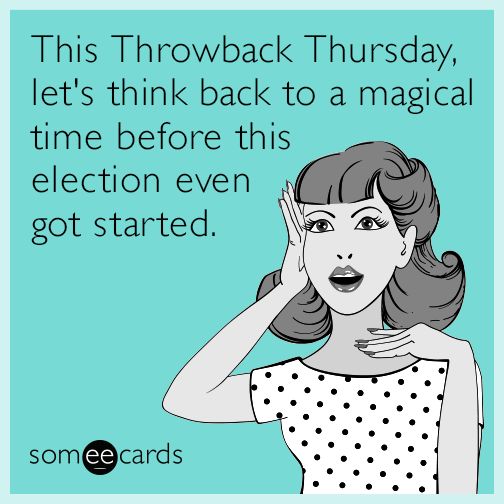 This Throwback Thursday,
let's think back to a magical
time before this
election even
got started.
someecards